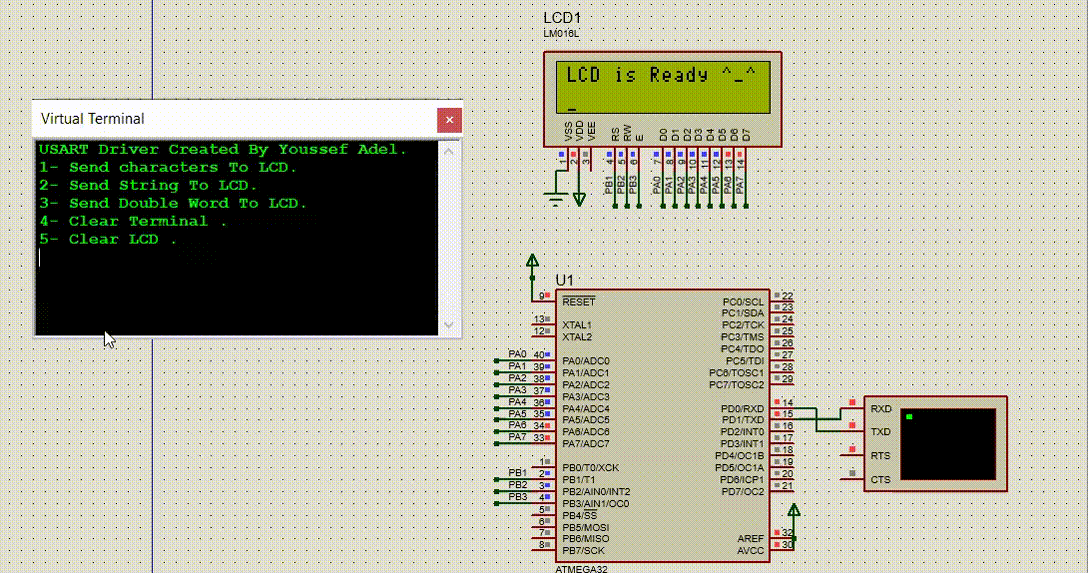 LCD1
LM016L
LCD is Ready ^_^
_
VSS
VDD
VEE
RS
RW
E
D0
D1
D2
D3
D4
D5
D6
D7
1
2
3
4
5
6
7
8
9
10
11
12
13
14
PB1
PB2
PB3
PA0
PA1
PA2
PA3
PA4
PA5
PA6
PA7
Virtual Terminal
USART Driver Created By Youssef Adel.
1- Send characters To LCD.
2- Send String To LCD.
3- Send Double Word To LCD.
4- Clear Terminal .
5- Clear LCD .
U1
9 RESET
13 XTAL1
12 XTAL2
PA0 40 PA0/ADC0
PA1 39 PA1/ADC1
PA2 38 PA2/ADC2
PA3 37 PA3/ADC3
PA4 36 PA4/ADC4
PA5 35 PA5/ADC5
PA6 34 PA6/ADC6
PA7 33 PA7/ADC7
1 PB0/T0/XCK
PB1 2 PB1/T1
PB2 3 PB2/AIN0/INT2
PB3 4 PB3/AIN1/OC0
5 PB4/SS
6 PB5/MOSI
7 PB6/MISO
8 PB7/SCK
PC0/SCL 22
PC1/SDA 23
PC2/TCK 24
PC3/TMS 25
PC4/TDO 26
PC5/TDI 27
PC6/TOSC1 28
PC7/TOSC2 29
PD0/RXD 14
PD1/TXD 15
PD2/INT0 16
PD3/INT1 17
PD4/OC1B 18
PD5/OC1A 19
PD6/ICP1 20
PD7/OC2 21
AREF 32
AVCC 30
ATMEGA32
RXD
TXD
RTS
CTS